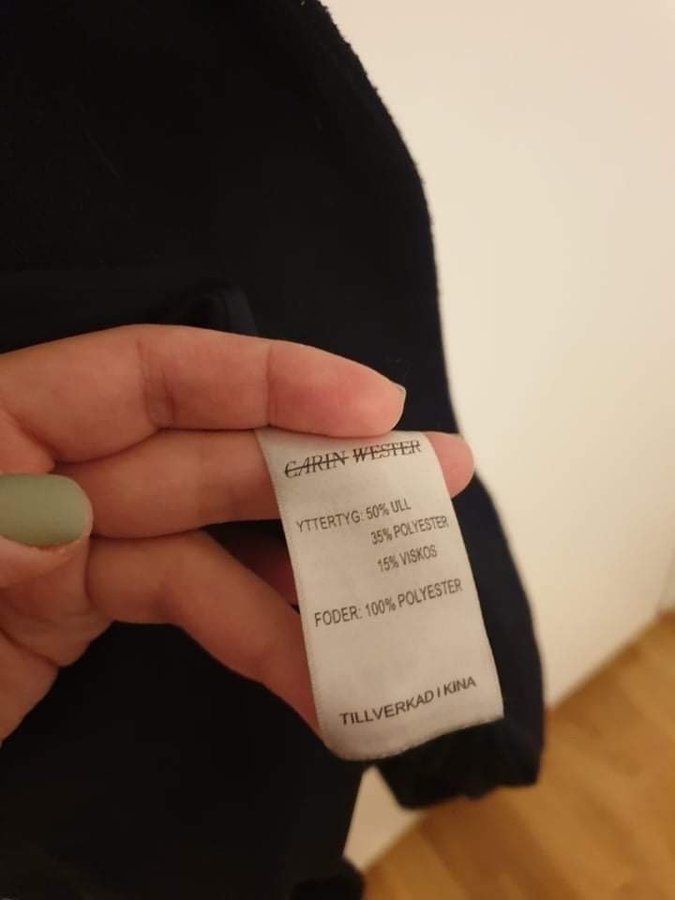 CARIN WESTER
YTTERTYG: 50% ULL
35% POLYESTER
15% VISKOS
FODER: 100% POLYESTER
TILLVERKAD I KINA